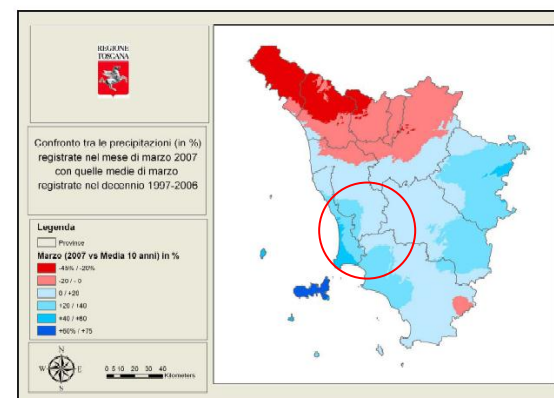 REGIONE
TOSCANA
Confronto tra le precipitazioni (in %)
registrate nel mese di marzo 2007
con quelle medie di marzo
registrate nel decennio 1997-2006
Legenda
Province
Marzo (2007 vs Media 10 anni) in %
-45% / -20%
-20 / - 0
0 / +20
+20 / +40
+40 / +60
+60% / +75
N
W E
S
0 5 10 20 30 40
Kilometers